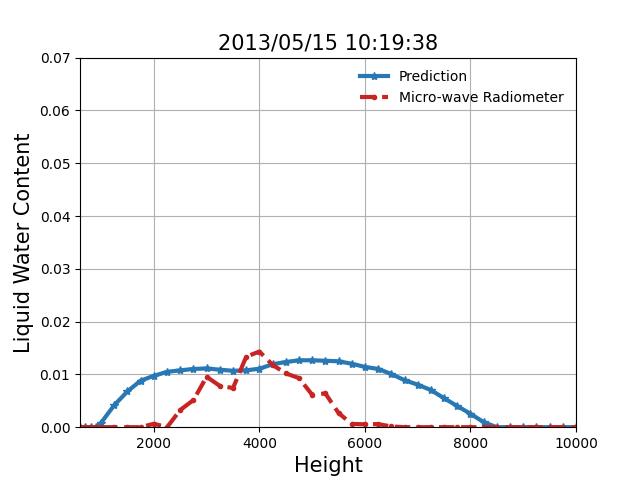 2013/05/15 10:19:38
0.07
0.06
0.05
0.04
0.03
0.02
0.01
0.00
Liquid Water Content
Prediction
Micro-wave Radiometer
2000 4000 6000 8000 10000
Height